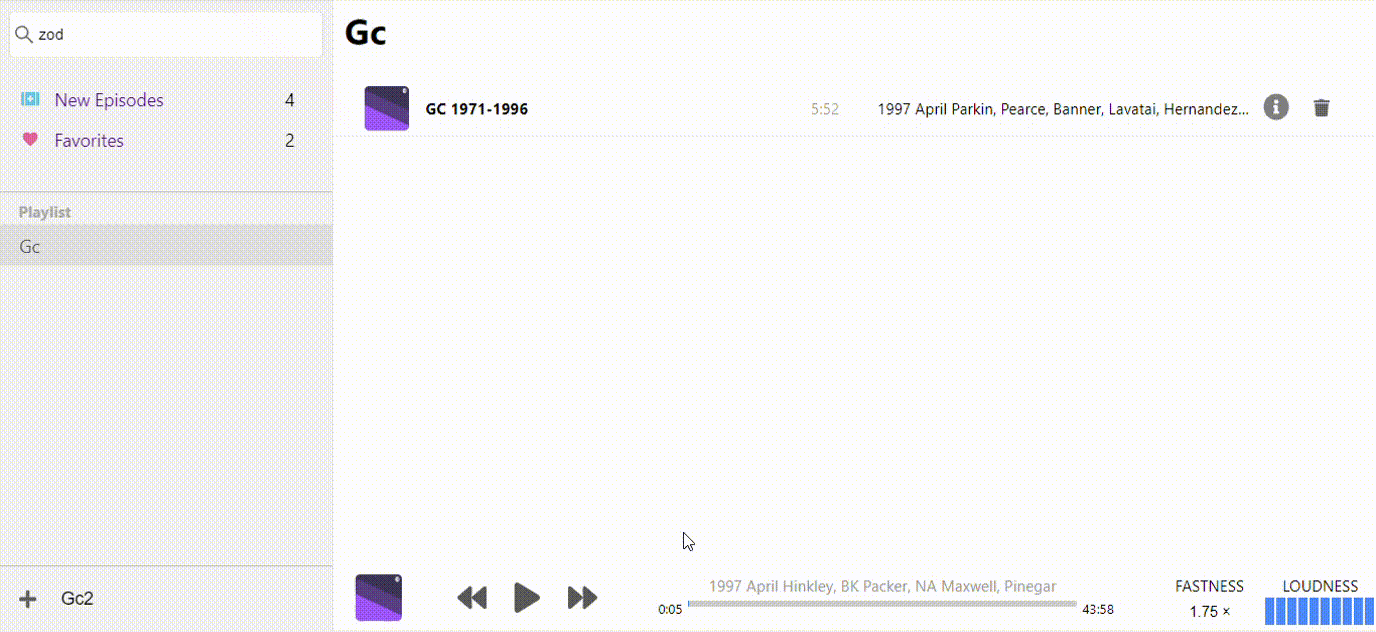 zod
New Episodes 4
Favorites 2
Playlist
Gc
Gc2
Gc
GC 1971-1996 5:52 1997 April Parkin, Pearce, Banner, Lavatai, Hernandez...
1997 April Hinkley, BK Packer, NA Maxwell, Pinegar
0:05 43:58
FASTNESS
1.75 ×
LOUDNESS